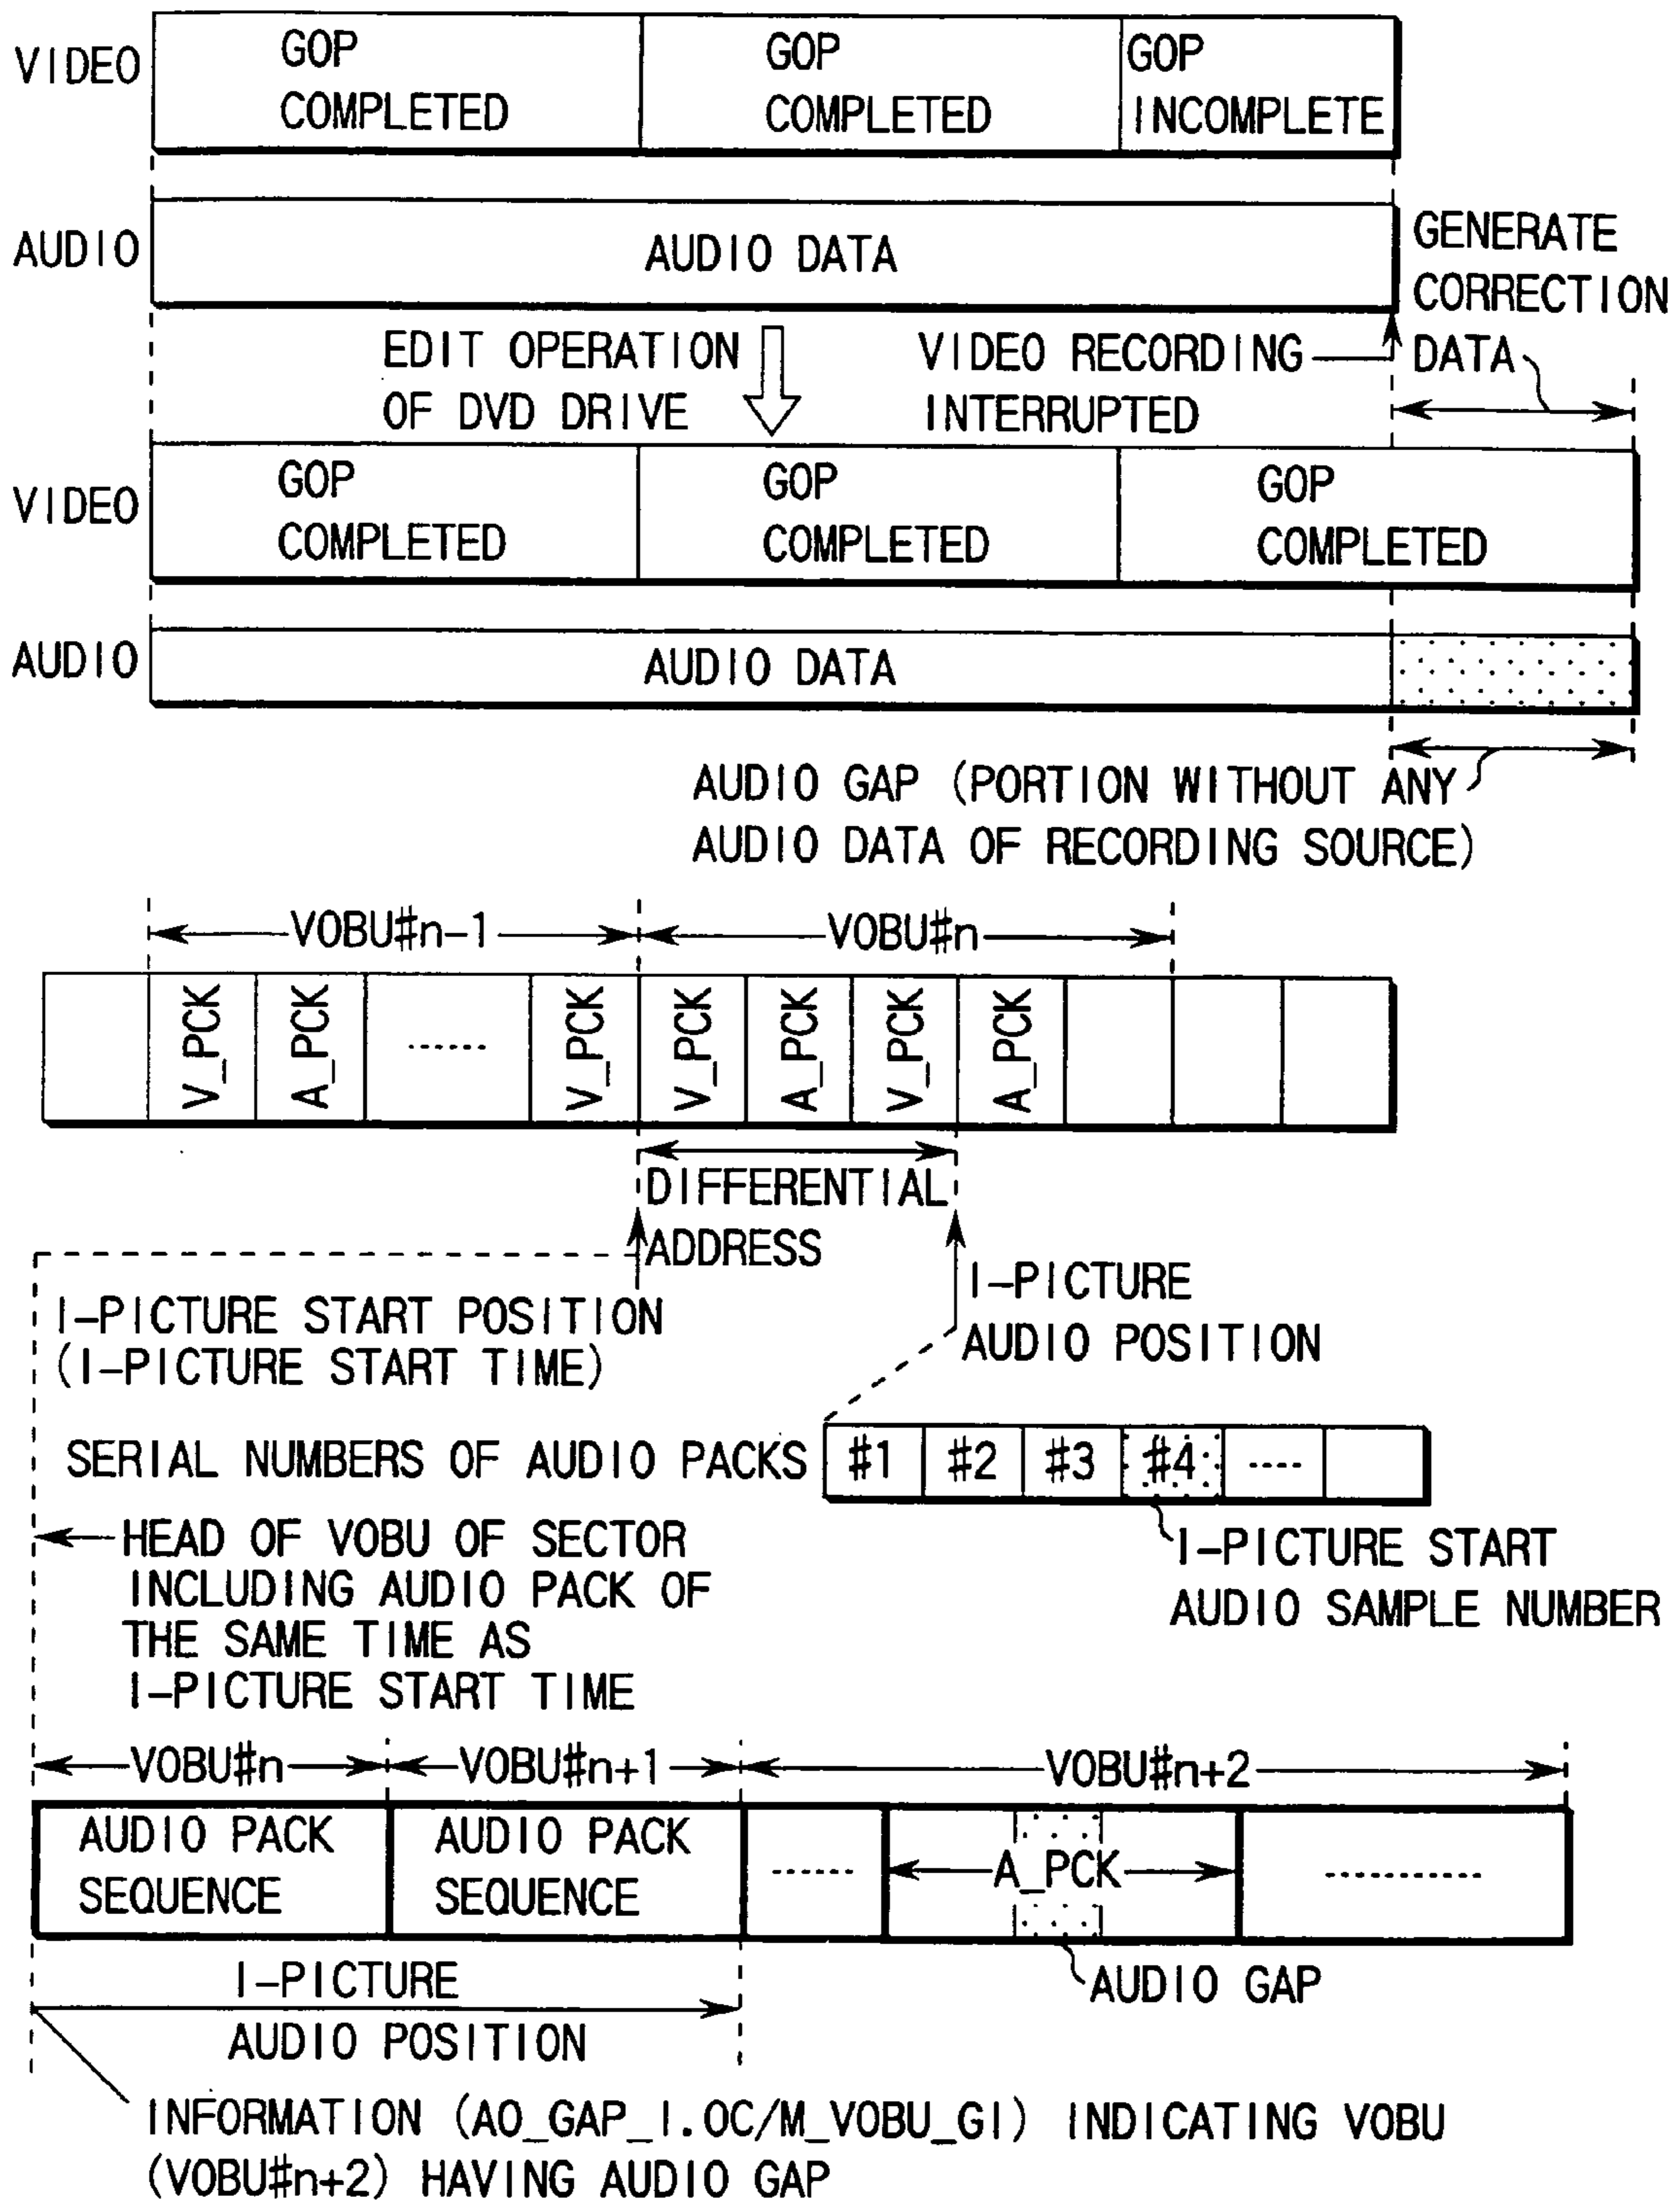 VIDEO
GOP
COMPLETED
GOP
COMPLETED
GOP
INCOMPLETE
AUDIO
AUDIO DATA
GENERATE
CORRECTION
DATA
EDIT OPERATION
OF DVD DRIVE
VIDEO RECORDING
INTERRUPTED
VIDEO
GOP
COMPLETED
GOP
COMPLETED
GOP
COMPLETED
AUDIO
AUDIO DATA
AUDIO GAP (PORTION WITHOUT ANY
AUDIO DATA OF RECORDING SOURCE)
VOBU#n-1
VOBU#n
V_PCK
A_PCK
V_PCK
V_PCK
A_PCK
V_PCK
A_PCK
DIFFERENTIAL
ADDRESS
I-PICTURE START POSITION
(I-PICTURE START TIME)
I-PICTURE
AUDIO POSITION
SERIAL NUMBERS OF AUDIO PACKS
#1
#2
#3
#4
I-PICTURE START
AUDIO SAMPLE NUMBER
HEAD OF VOBU OF SECTOR
INCLUDING AUDIO PACK OF
THE SAME TIME AS
I-PICTURE START TIME
VOBU#n
VOBU#n+1
VOBU#n+2
AUDIO PACK
SEQUENCE
AUDIO PACK
SEQUENCE
A_PCK
AUDIO GAP
I-PICTURE
AUDIO POSITION
INFORMATION (AO_GAP_I.OC/M_VOBU_GI) INDICATING VOBU
(VOBU#n+2) HAVING AUDIO GAP